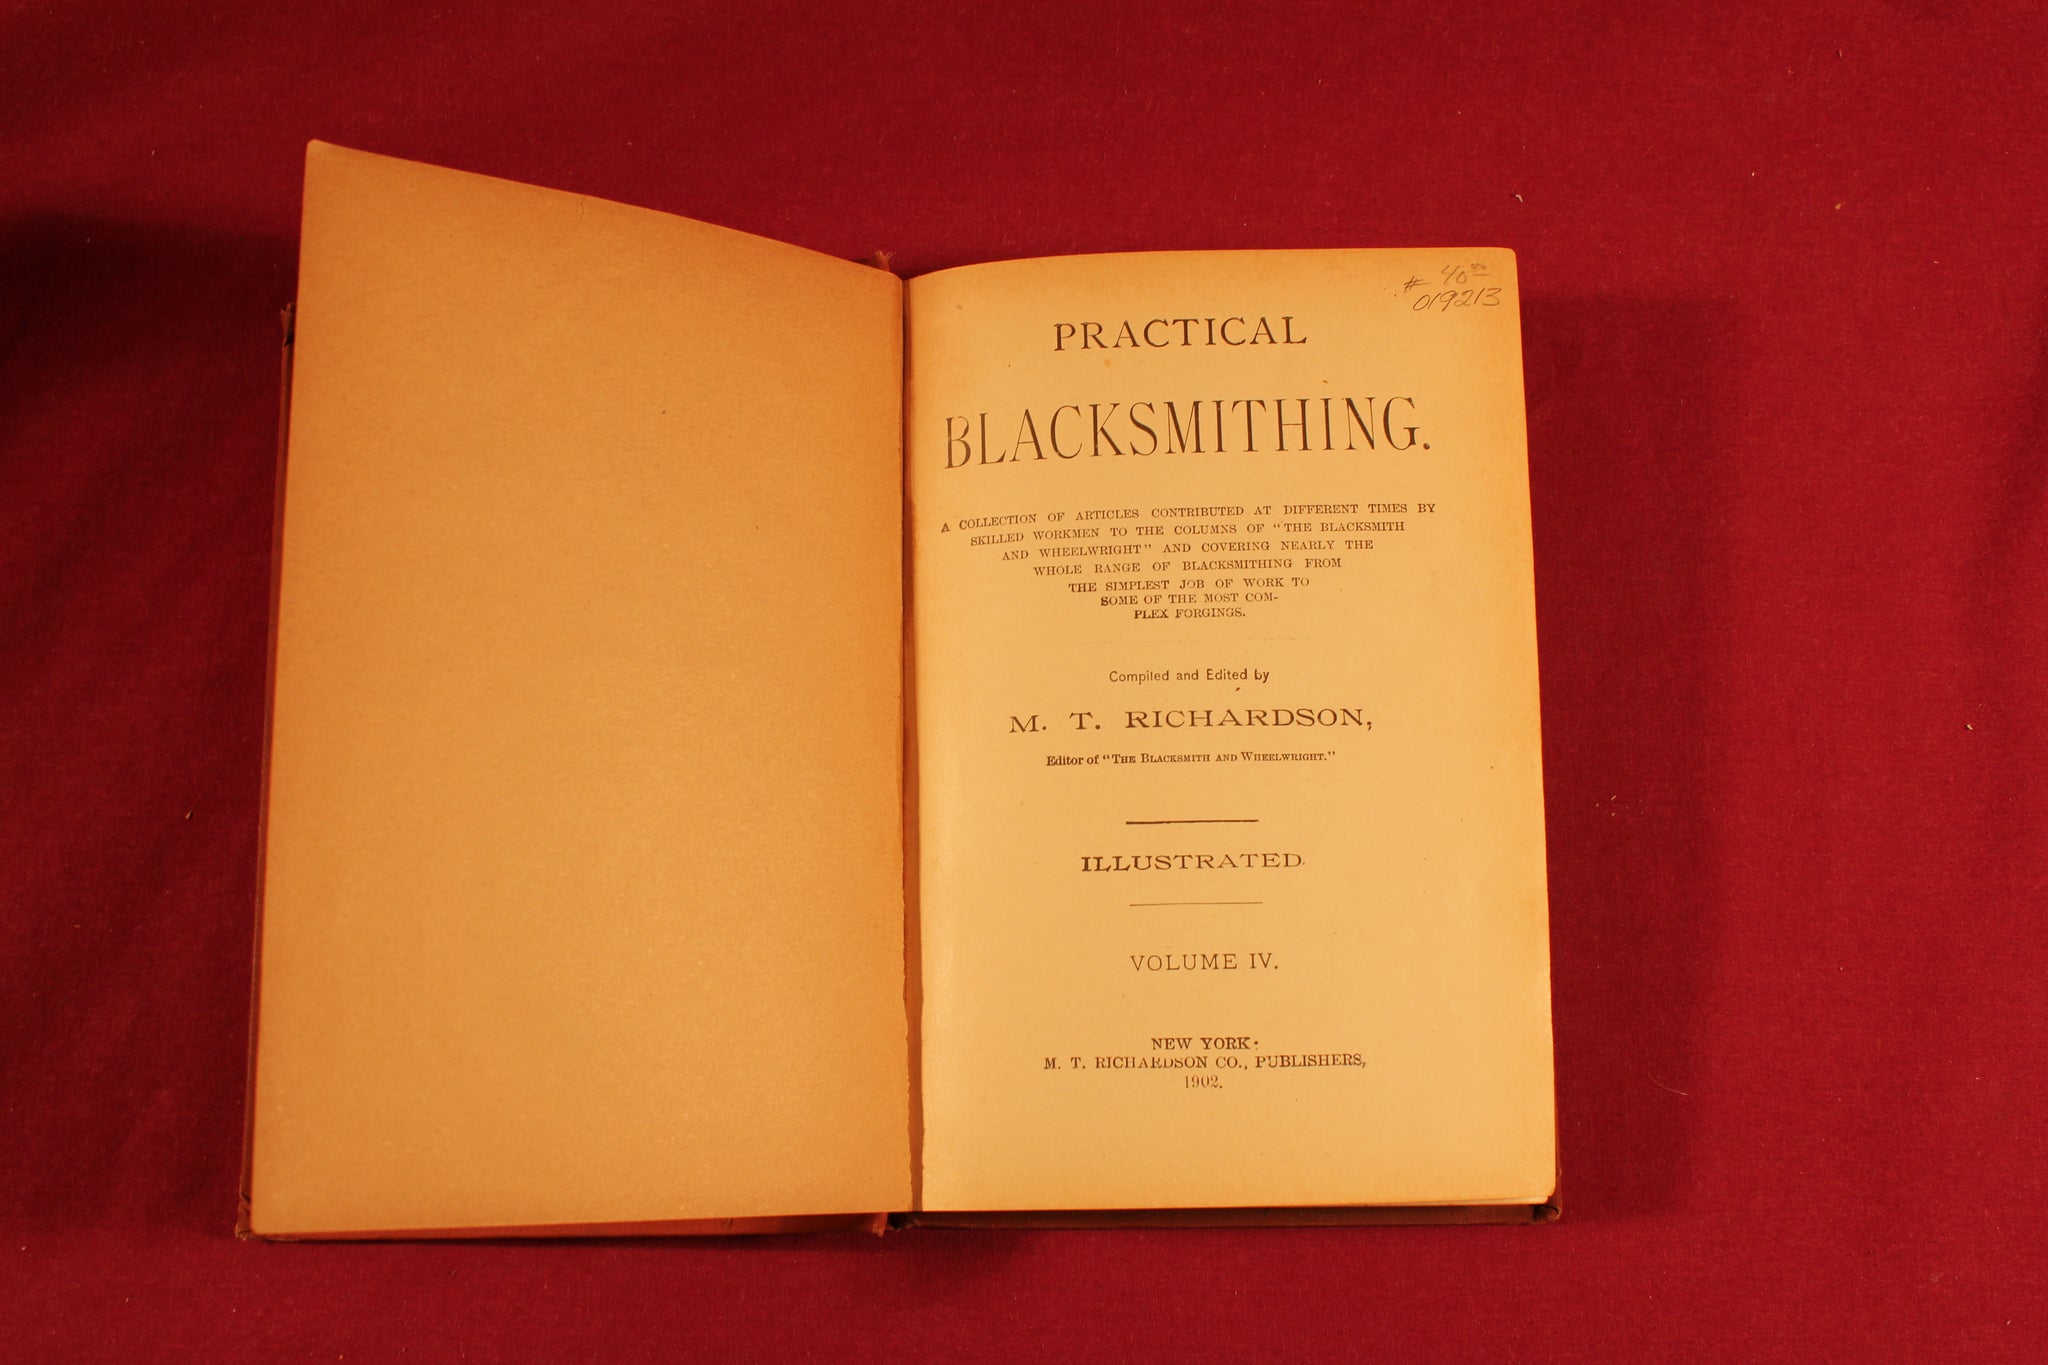 # 40⁰⁰
019213
PRACTICAL
BLACKSMITHING.
A COLLECTION OF ARTICLES CONTRIBUTED AT DIFFERENT TIMES BY
SKILLED WORKMEN TO THE COLUMNS OF "THE BLACKSMITH
AND WHEELWRIGHT" AND COVERING NEARLY THE
WHOLE RANGE OF BLACKSMITHING FROM
THE SIMPLEST JOB OF WORK TO
SOME OF THE MOST COM-
PLEX FORGINGS.
Compiled and Edited by
M. T. RICHARDSON,
Editor of "THE BLACKSMITH AND WHEELWRIGHT."
ILLUSTRATED.
VOLUME IV.
NEW YORK:
M. T. RICHARDSON CO., PUBLISHERS,
1902.